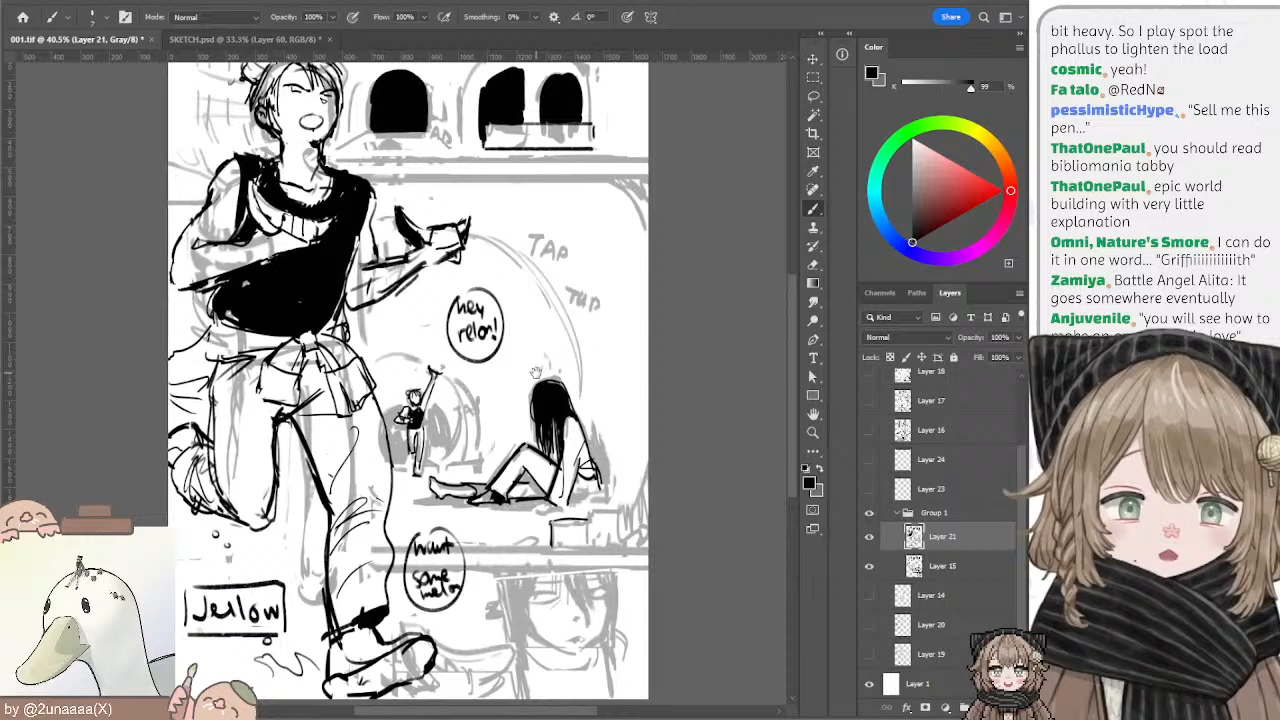 Mode: Normal Opacity: 100% Flow: 100% Smoothing: 0% 0° Share
001.tif @ 40.5% (Layer 21, Gray/8) * × SKETCH.psd @ 33.3% (Layer 60, RGB/8) * ×
TAP
TAP
hey
relon!
want
some
melon
Jellow
by @2unaaaa(X)
Color
K 99 %
Channels Paths Layers
Kind
Normal Opacity: 100%
Lock: Fill: 100%
Layer 18
Layer 17
Layer 16
Layer 24
Layer 23
Group 1
Layer 21
Layer 15
Layer 14
Layer 20
Layer 19
Layer 1
bit heavy. So I play spot the
phallus to lighten the load
cosmic yeah!
Fa talo @RedN
pessimisticHype "Sell me this
pen..."
ThatOnePaul you should read
bibliomania tabby
ThatOnePaul epic world
building with very little
explanation
Omni, Nature's Smore I can do
it in one word... "Griffiiiiiiiiiiiith"
Zamiya Battle Angel Alita: It
goes somewhere eventually
Anjuvenile "you will see how to